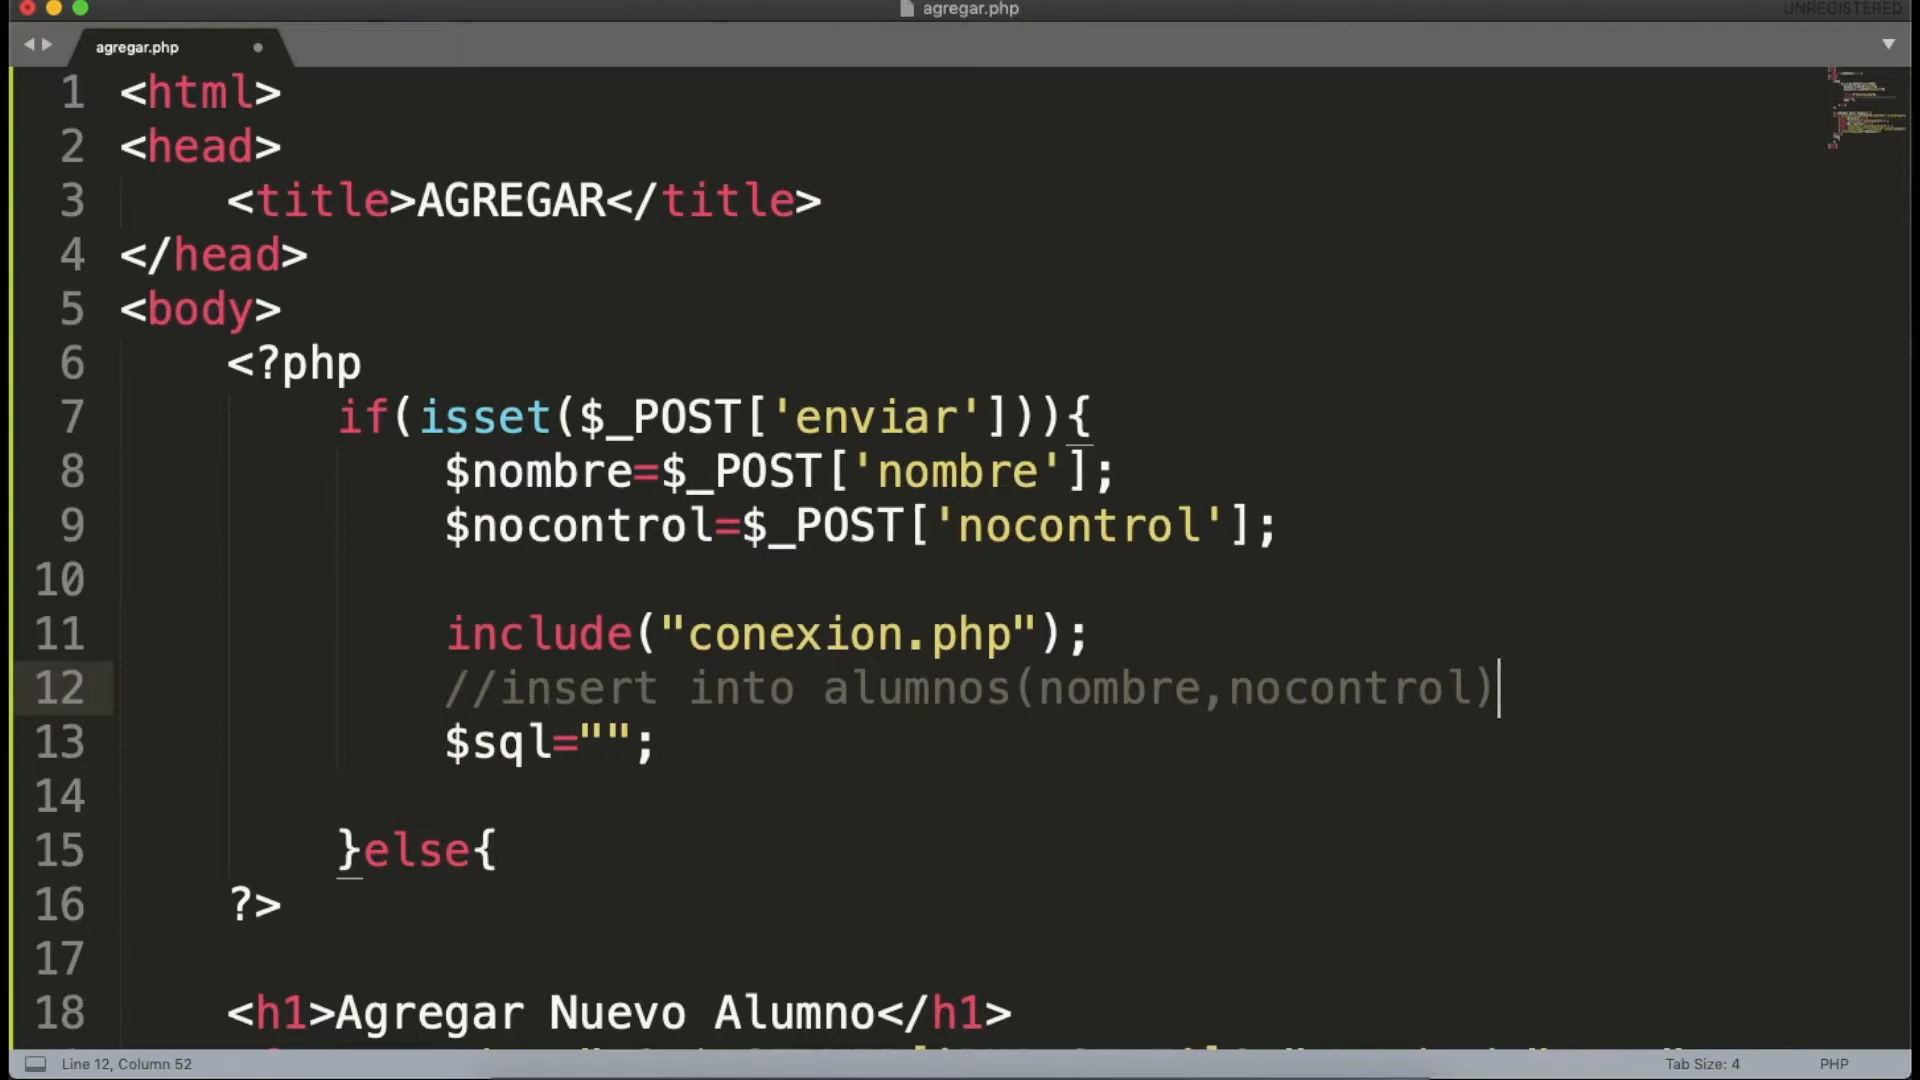 agregar.php
UNREGISTERED
agregar.php
1 <html>
2 <head>
3 <title>AGREGAR</title>
4 </head>
5 <body>
6 <?php
7 if(isset($_POST['enviar'])){
8 $nombre=$_POST['nombre'];
9 $nocontrol=$_POST['nocontrol'];
10
11 include("conexion.php");
12 //insert into alumnos(nombre,nocontrol)
13 $sql="";
14
15 }else{
16 ?>
17
18 <h1>Agregar Nuevo Alumno</h1>
Line 12, Column 52
Tab Size: 4
PHP